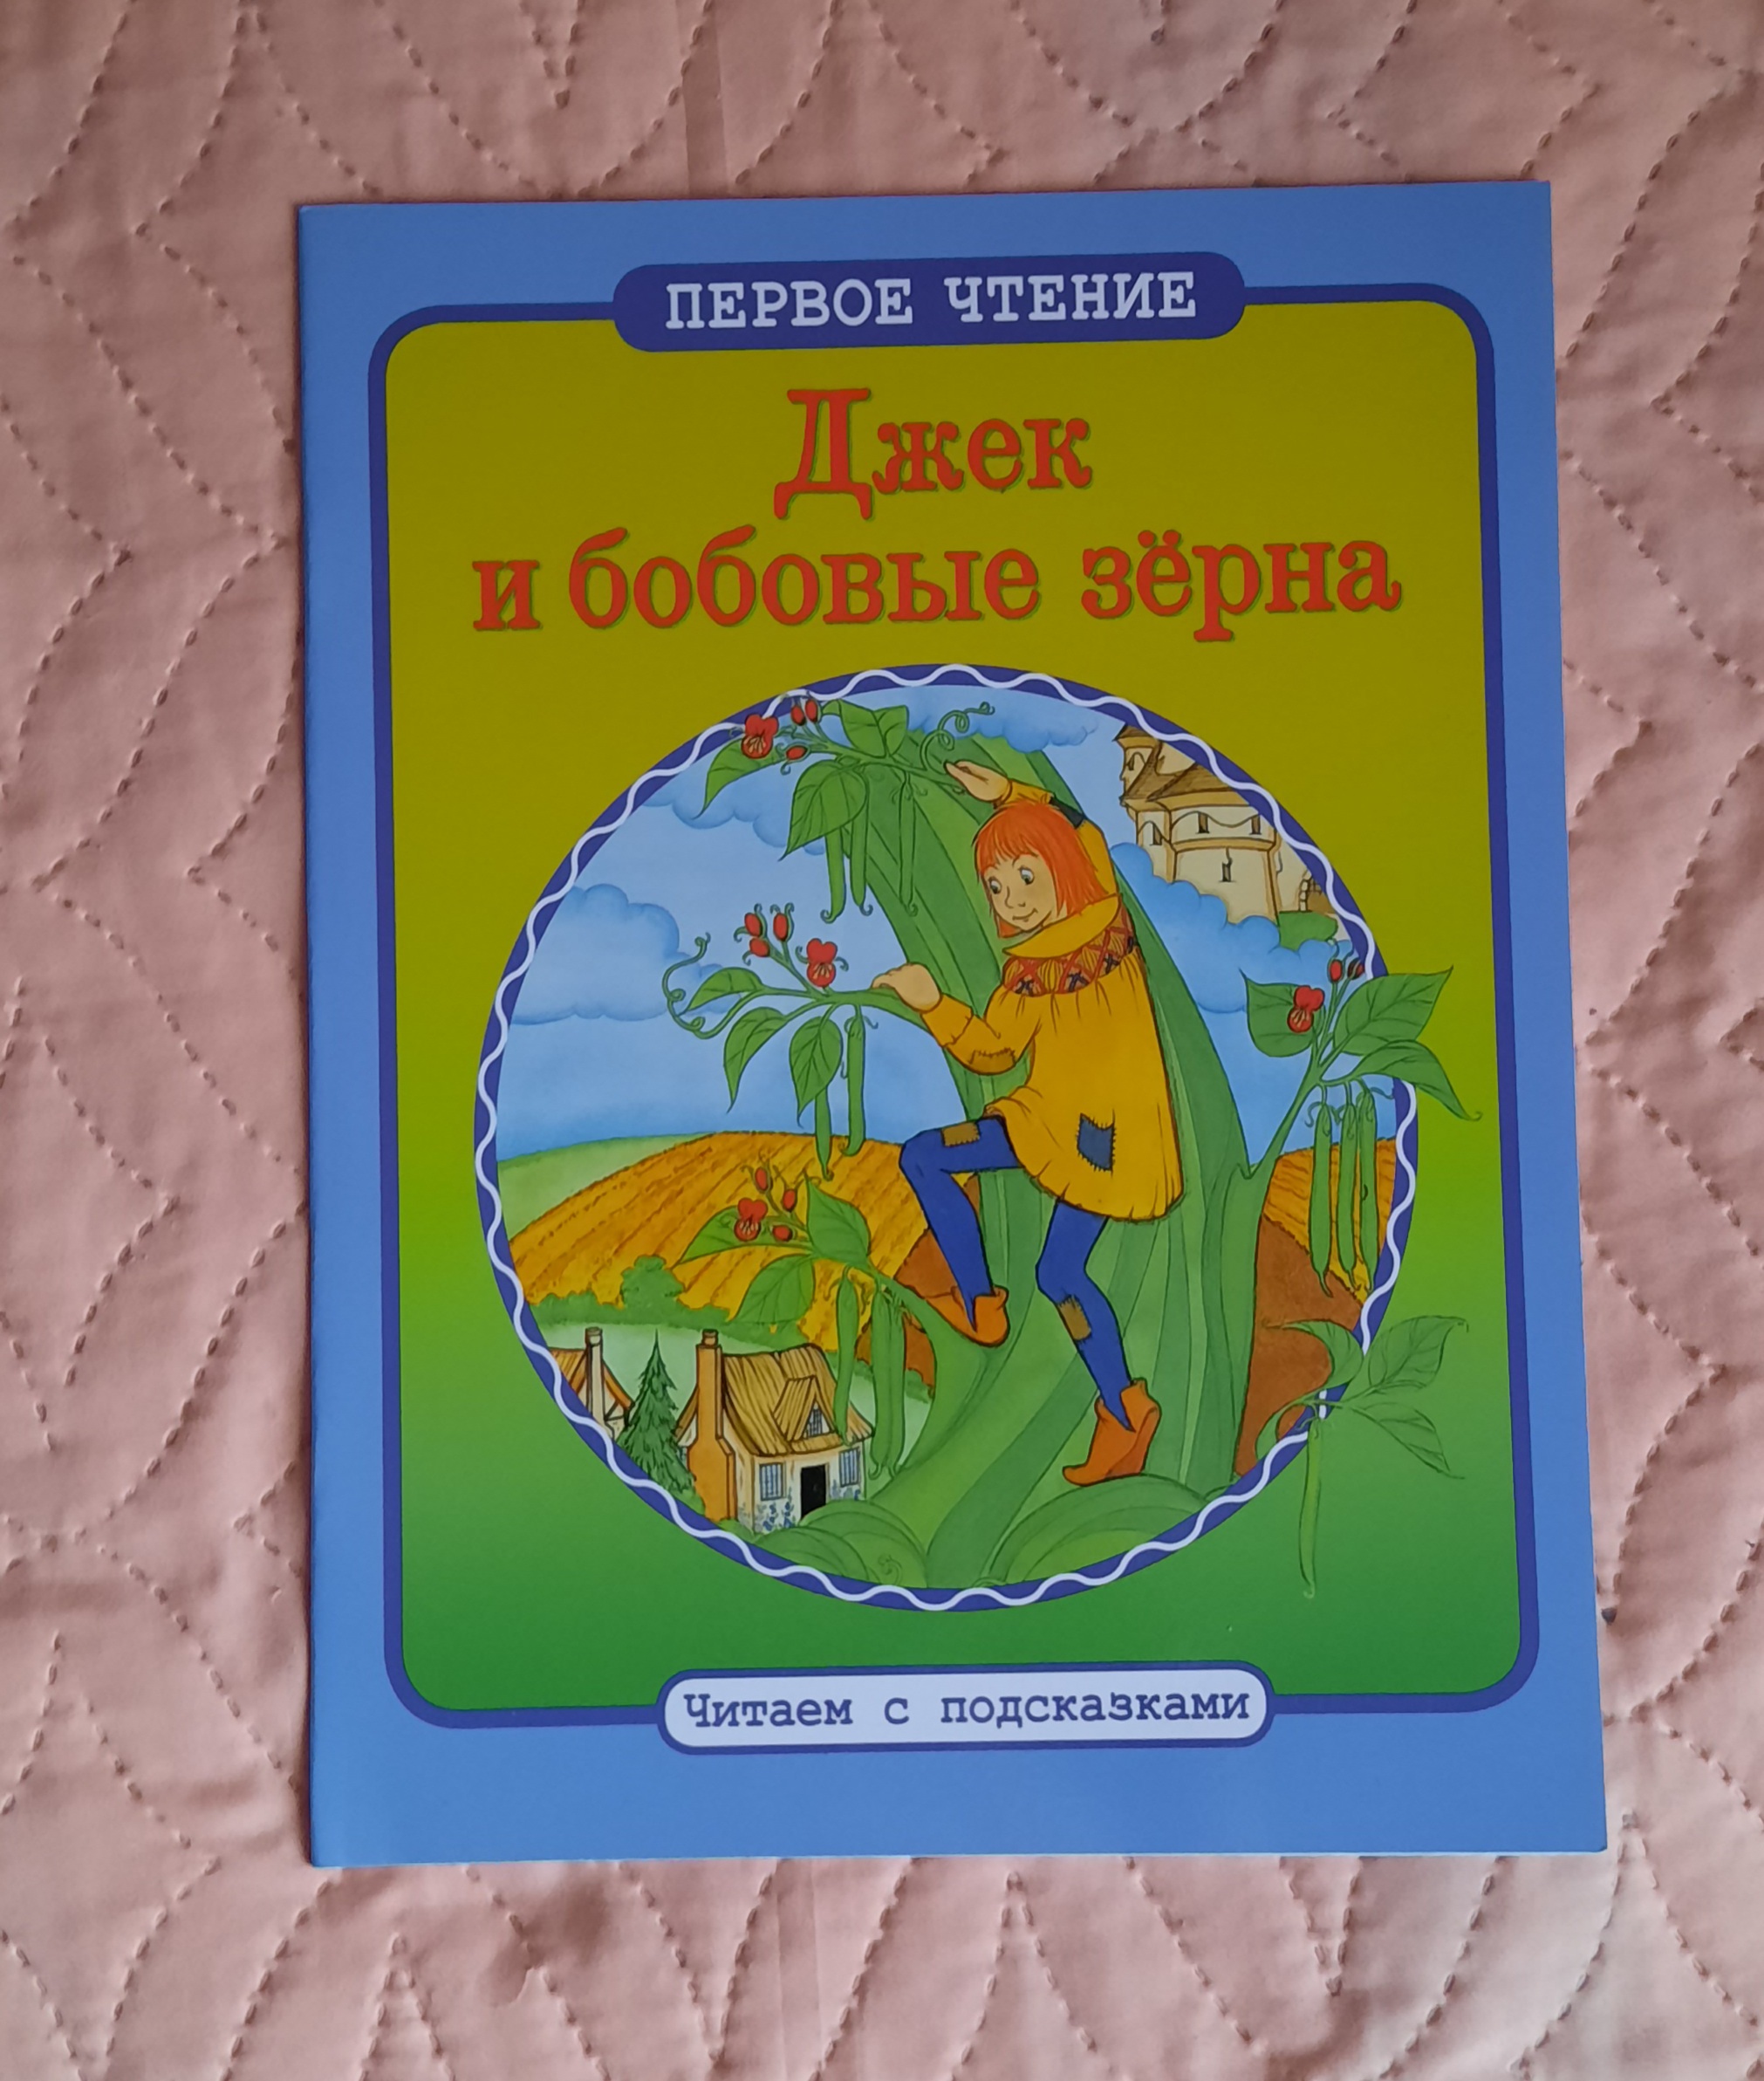 ПЕРВОЕ ЧТЕНИЕ
Джек
и бобовые зёрна
Читаем с подсказками